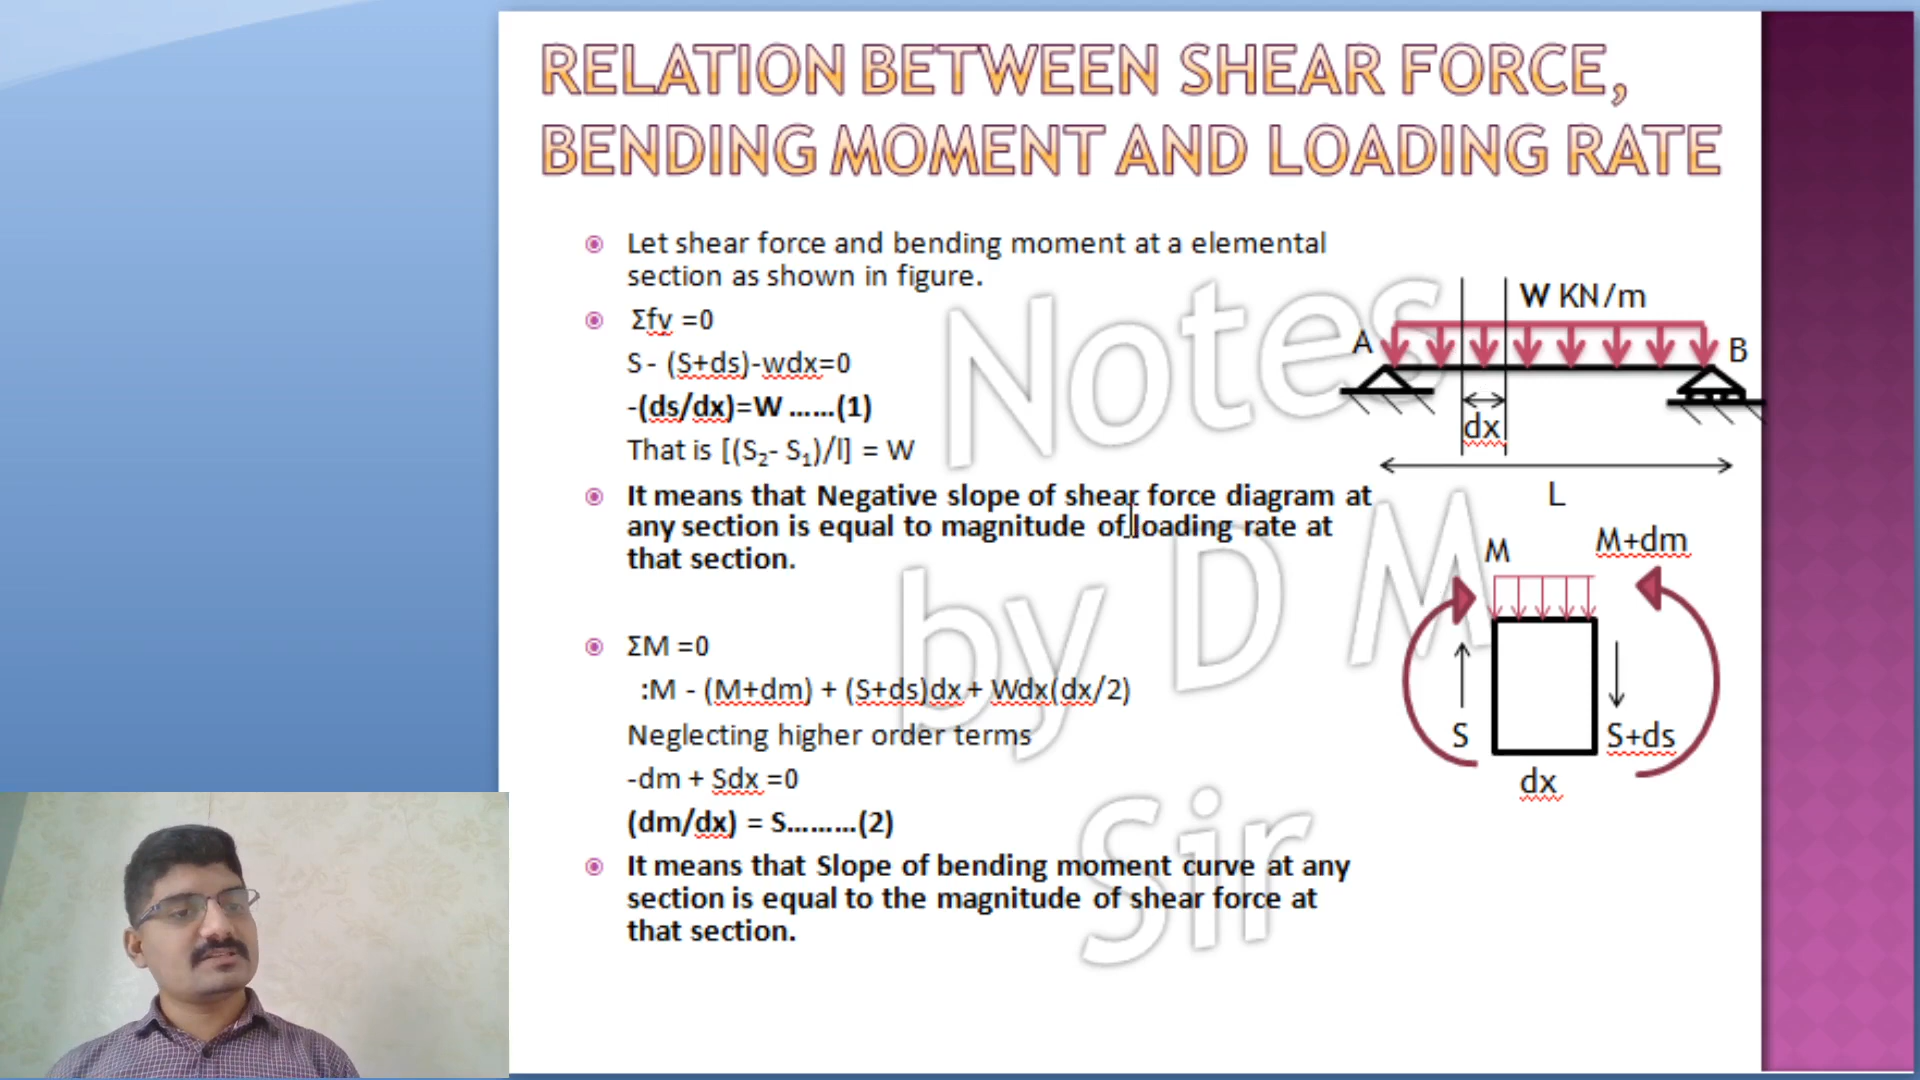 RELATION BETWEEN SHEAR FORCE,
BENDING MOMENT AND LOADING RATE
Let shear force and bending moment at a elemental
section as shown in figure.
Σfy =0
S - (S+ds)-wdx=0
-(ds/dx)=W ……(1)
That is [(S₂- S₁)/l] = W
It means that Negative slope of shear force diagram at
any section is equal to magnitude of loading rate at
that section.
ΣM =0
:M - (M+dm) + (S+ds)dx + Wdx(dx/2)
Neglecting higher order terms
-dm + Sdx =0
(dm/dx) = S………(2)
It means that Slope of bending moment curve at any
section is equal to the magnitude of shear force at
that section.
W KN/m
A
B
dx
L
M
M+dm
S
S+ds
dx
Notes
by D M
Sir